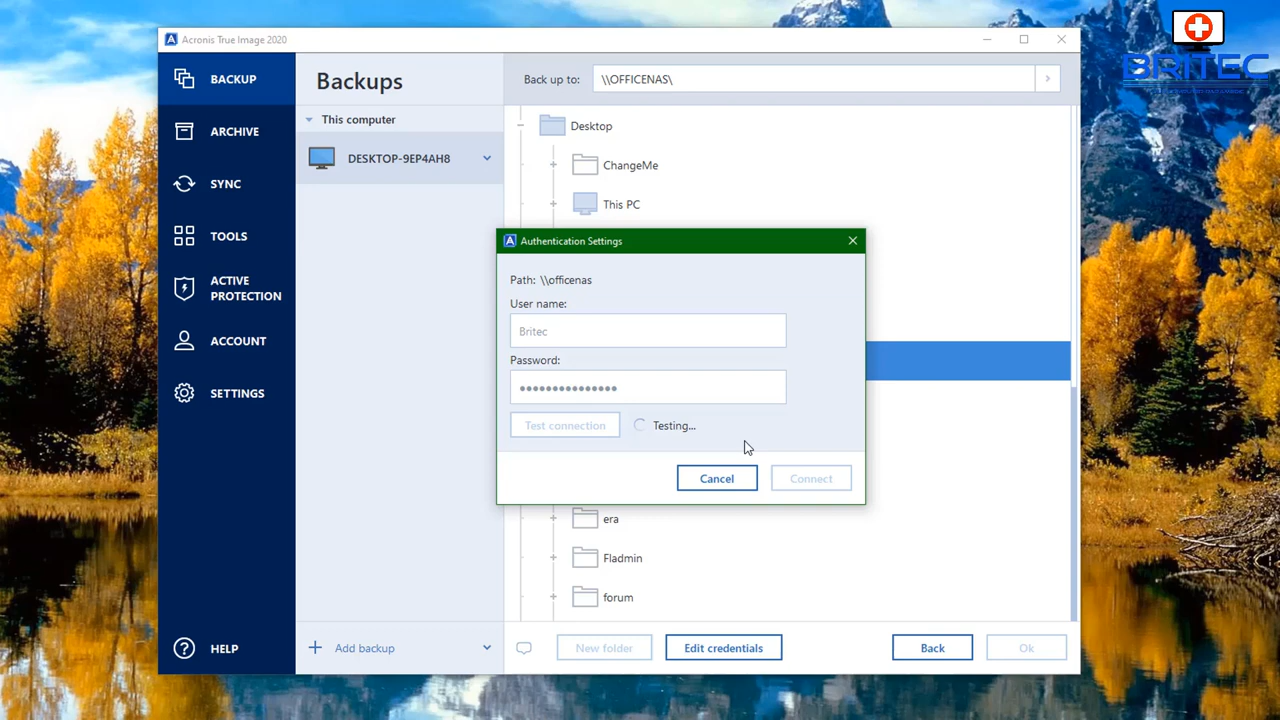 Acronis True Image 2020
BRITEC
BACKUP
ARCHIVE
SYNC
TOOLS
ACTIVE
PROTECTION
ACCOUNT
SETTINGS
HELP
Backups
This computer
DESKTOP-9EP4AH8
Add backup
Back up to:
\\OFFICENAS\
Desktop
ChangeMe
This PC
Authentication Settings
Path: \\officenas
User name:
Britec
Password:
•••••••••••••••
Test connection
Testing...
Cancel
Connect
era
Fladmin
forum
New folder
Edit credentials
Back
Ok